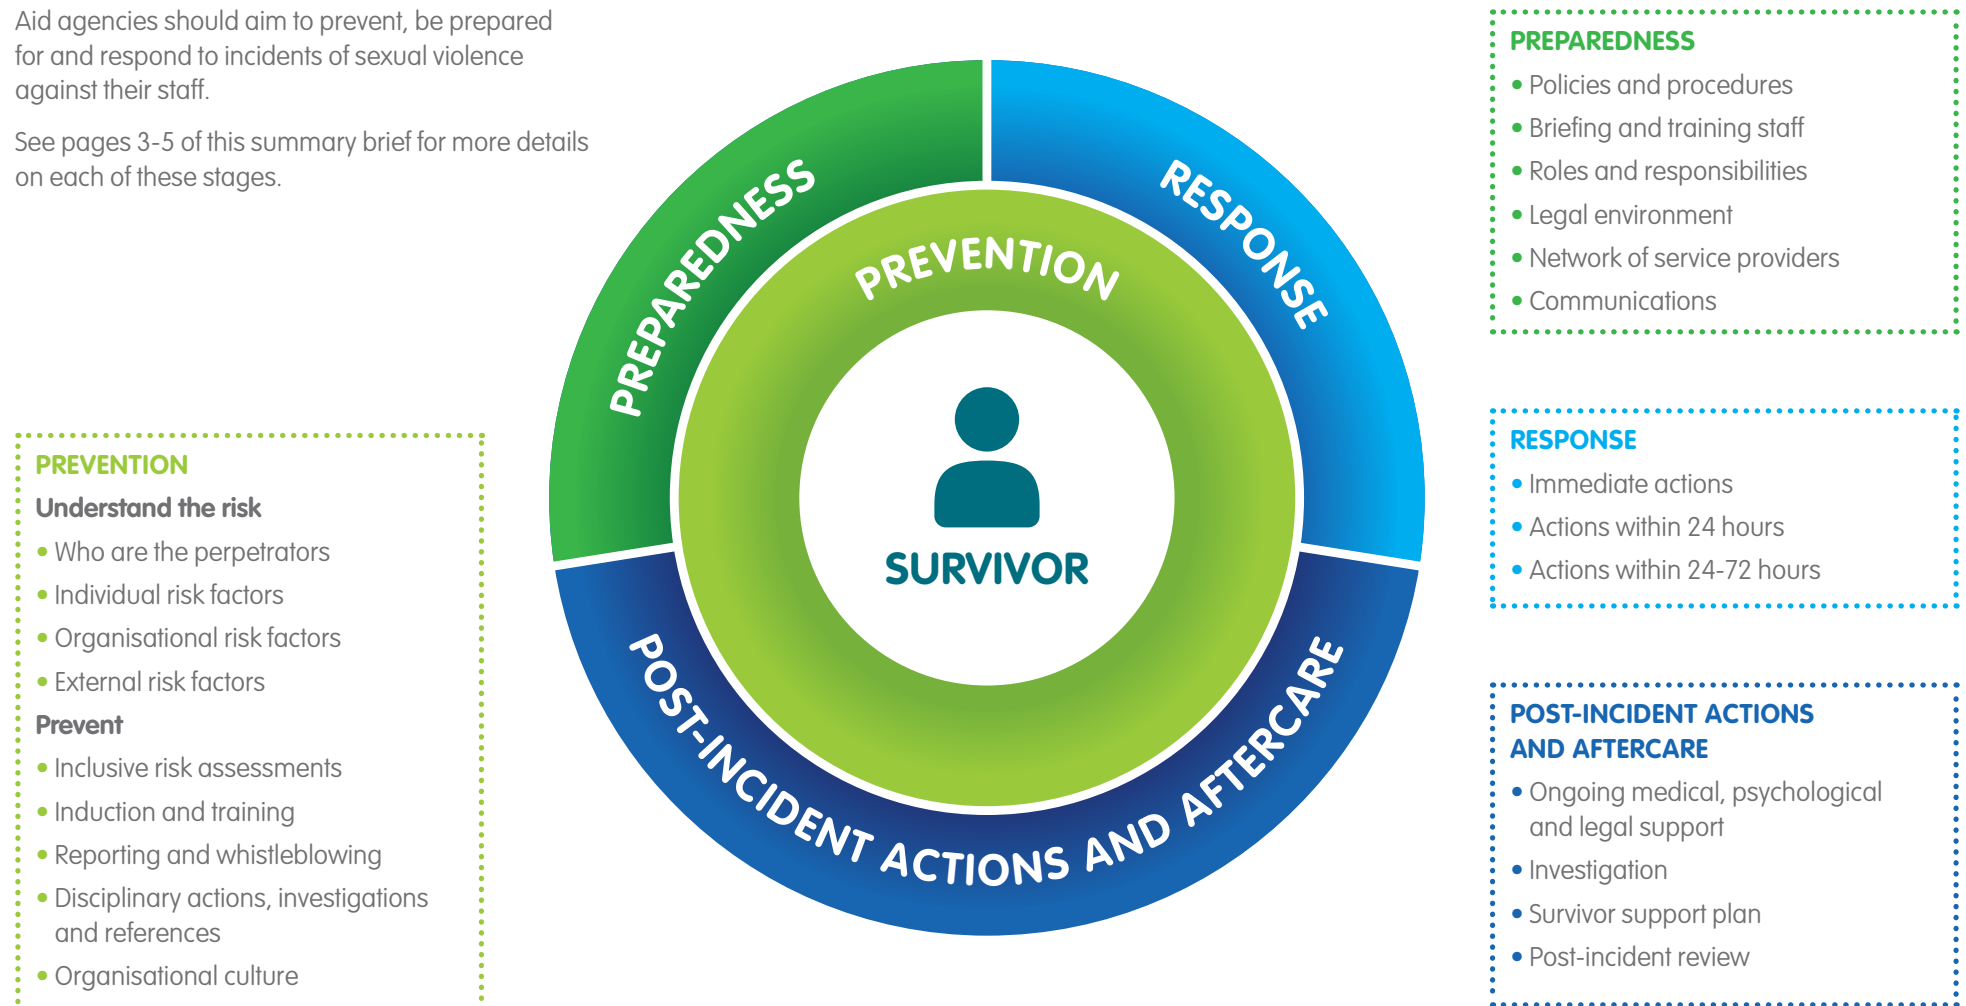 Aid agencies should aim to prevent, be prepared
for and respond to incidents of sexual violence
against their staff.
See pages 3-5 of this summary brief for more details
on each of these stages.
PREVENTION
Understand the risk
• Who are the perpetrators
• Individual risk factors
• Organisational risk factors
• External risk factors
Prevent
• Inclusive risk assessments
• Induction and training
• Reporting and whistleblowing
• Disciplinary actions, investigations
and references
• Organisational culture
PREPAREDNESS
RESPONSE
PREVENTION
SURVIVOR
POST-INCIDENT ACTIONS AND AFTERCARE
PREPAREDNESS
• Policies and procedures
• Briefing and training staff
• Roles and responsibilities
• Legal environment
• Network of service providers
• Communications
RESPONSE
• Immediate actions
• Actions within 24 hours
• Actions within 24-72 hours
POST-INCIDENT ACTIONS
AND AFTERCARE
• Ongoing medical, psychological
and legal support
• Investigation
• Survivor support plan
• Post-incident review